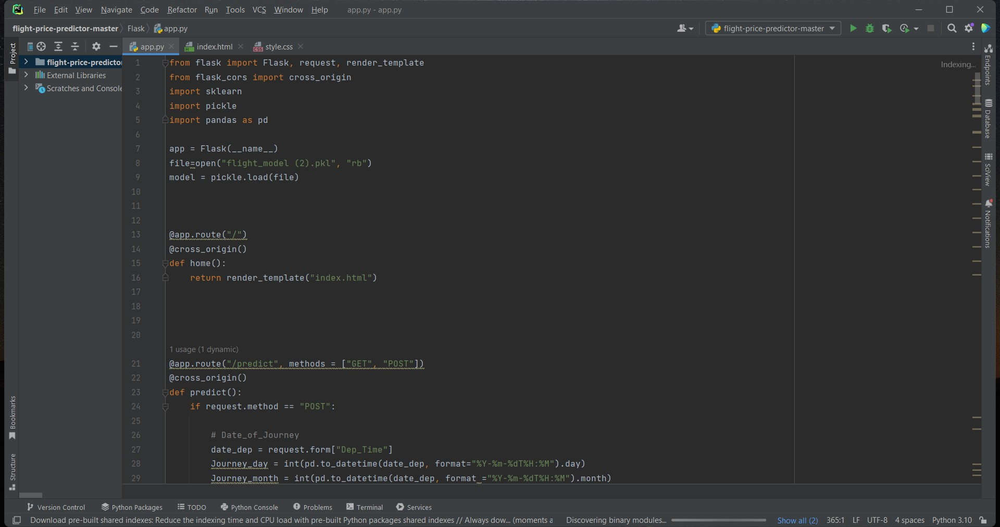 File Edit View Navigate Code Refactor Run Tools VCS Window Help app.py - app.py
flight-price-predictor-master Flask app.py flight-price-predictor-master
app.py index.html style.css
Project
flight-price-predicto
External Libraries
Scratches and Console
Bookmarks
Structure
1 from flask import Flask, request, render_template
2 from flask_cors import cross_origin
3 import sklearn
4 import pickle
5 import pandas as pd
6
7 app = Flask(__name__)
8 file=open("flight_model (2).pkl", "rb")
9 model = pickle.load(file)
10
11
12
13 @app.route("/")
14 @cross_origin()
15 def home():
16 return render_template("index.html")
17
18
19
20
1 usage (1 dynamic)
21 @app.route("/predict", methods = ["GET", "POST"])
22 @cross_origin()
23 def predict():
24 if request.method == "POST":
25
26 # Date_of_Journey
27 date_dep = request.form["Dep_Time"]
28 Journey_day = int(pd.to_datetime(date_dep, format="%Y-%m-%dT%H:%M").day)
29 Journey_month = int(pd.to_datetime(date_dep, format ="%Y-%m-%dT%H:%M").month)
Indexing...
Endpoints
Database
SciView
Notifications
Version Control Python Packages TODO Python Console Problems Terminal Services
Download pre-built shared indexes: Reduce the indexing time and CPU load with pre-built Python packages shared indexes // Always dow... (moments a Discovering binary modules... Show all (2) 365:1 LF UTF-8 4 spaces Python 3.10